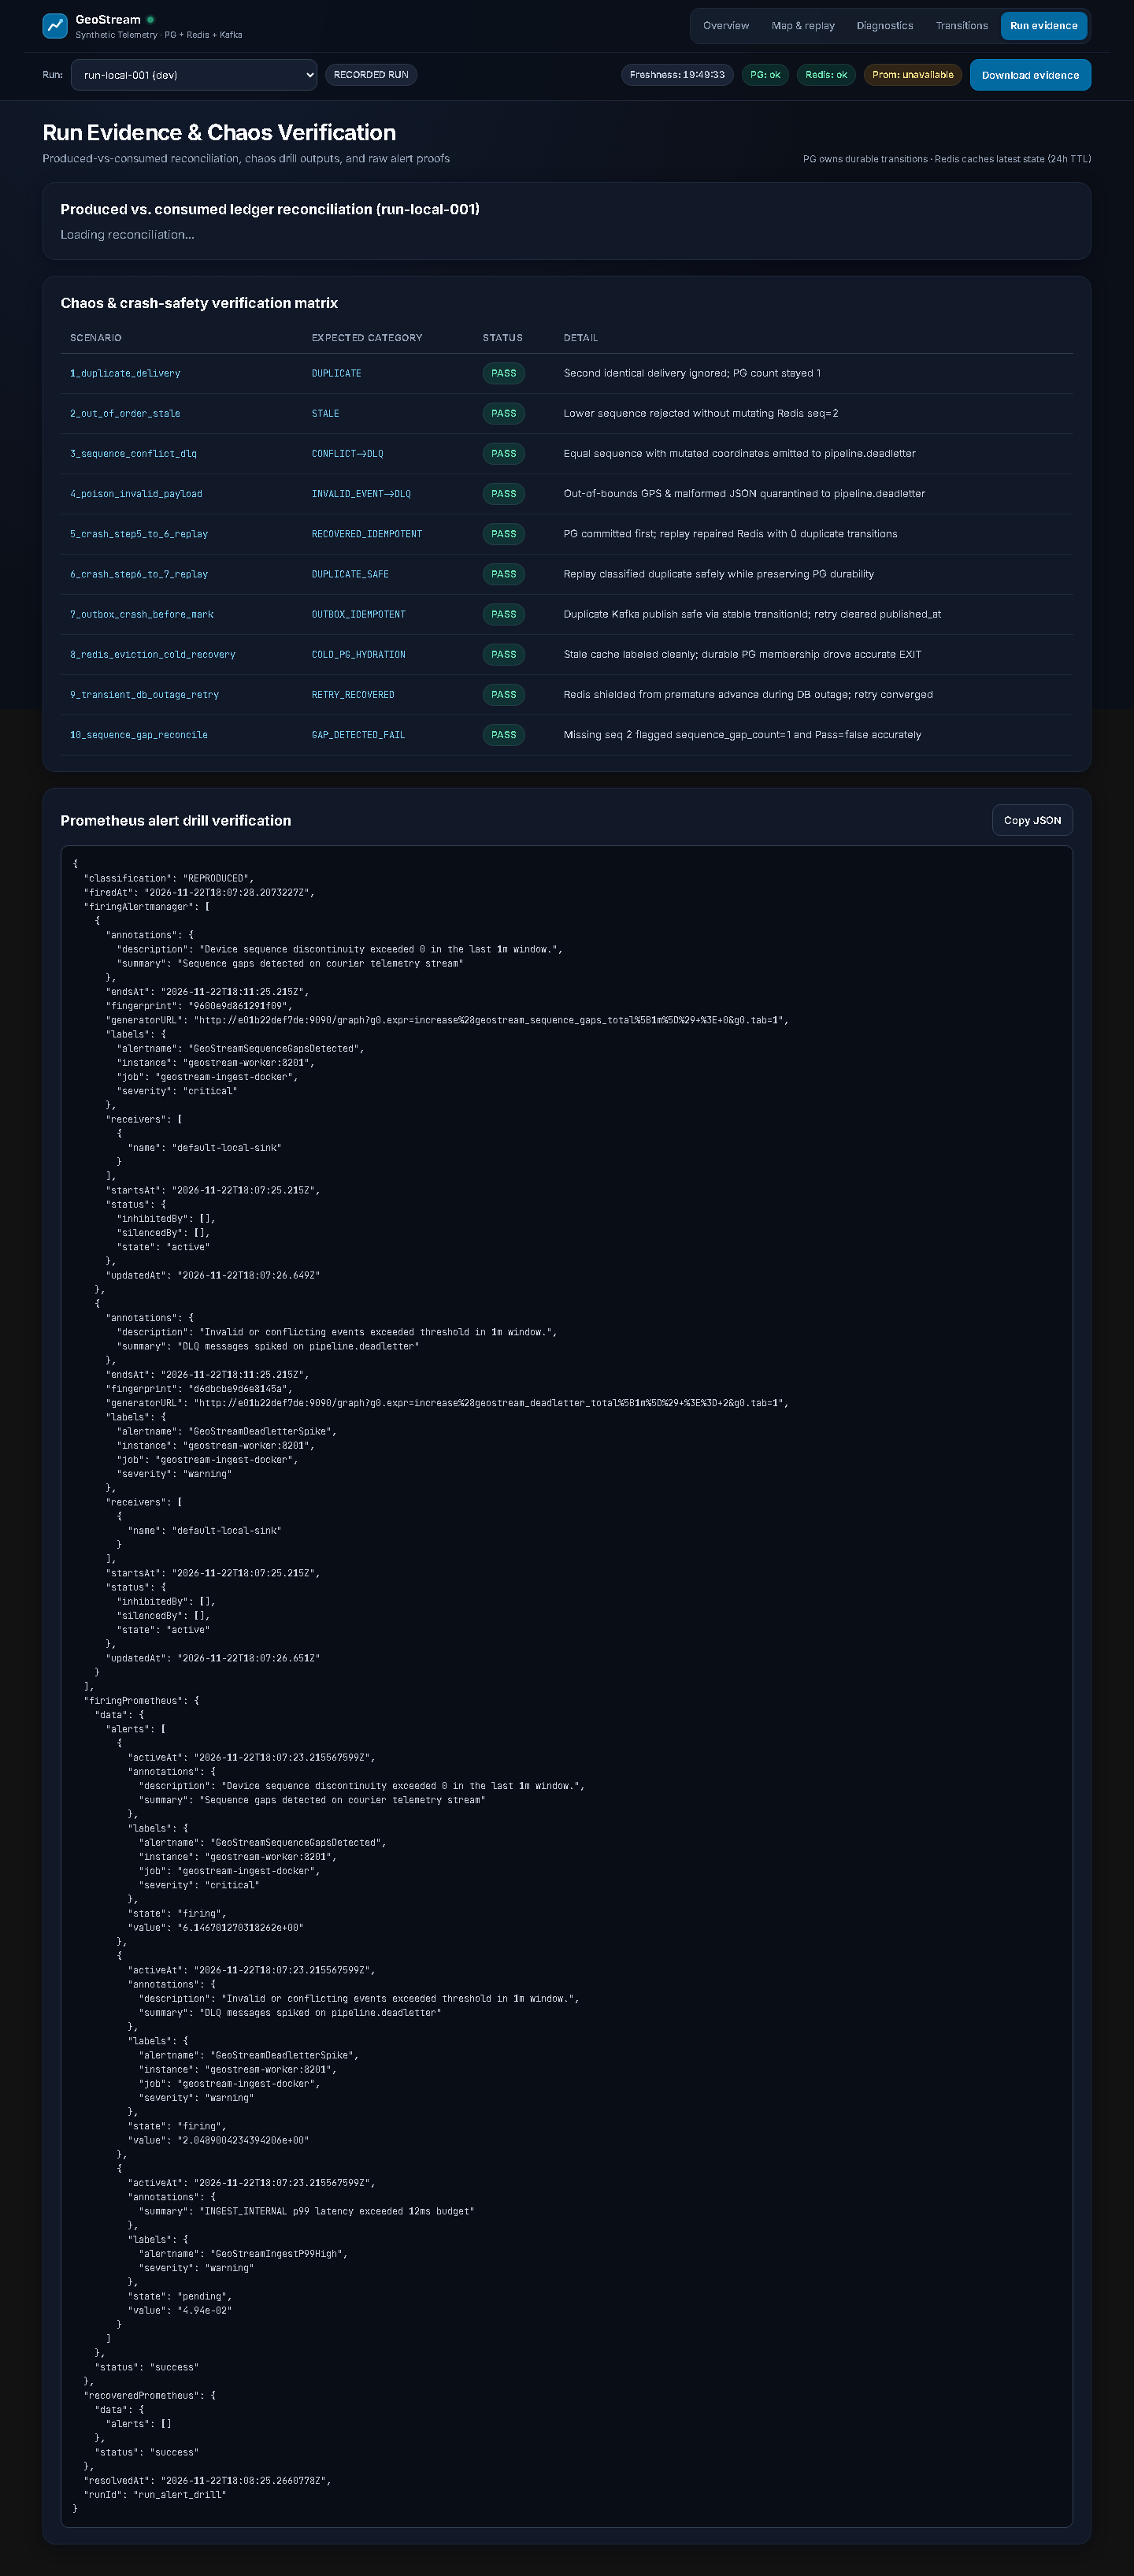 GeoStream
Synthetic Telemetry · PG + Redis + Kafka
Overview
Map & replay
Diagnostics
Transitions
Run evidence
Run:
run-local-001 (dev)
RECORDED RUN
Freshness: 19:49:33
PG: ok
Redis: ok
Prom: unavailable
Download evidence
Run Evidence & Chaos Verification
Produced-vs-consumed reconciliation, chaos drill outputs, and raw alert proofs
PG owns durable transitions · Redis caches latest state (24h TTL)
Produced vs. consumed ledger reconciliation (run-local-001)
Loading reconciliation...
Chaos & crash-safety verification matrix
SCENARIO EXPECTED CATEGORY STATUS DETAIL
1_duplicate_delivery DUPLICATE PASS Second identical delivery ignored; PG count stayed 1
2_out_of_order_stale STALE PASS Lower sequence rejected without mutating Redis seq=2
3_sequence_conflict_dlq CONFLICT->DLQ PASS Equal sequence with mutated coordinates emitted to pipeline.deadletter
4_poison_invalid_payload INVALID_EVENT->DLQ PASS Out-of-bounds GPS & malformed JSON quarantined to pipeline.deadletter
5_crash_step5_to_6_replay RECOVERED_IDEMPOTENT PASS PG committed first; replay repaired Redis with 0 duplicate transitions
6_crash_step6_to_7_replay DUPLICATE_SAFE PASS Replay classified duplicate safely while preserving PG durability
7_outbox_crash_before_mark OUTBOX_IDEMPOTENT PASS Duplicate Kafka publish safe via stable transitionId; retry cleared published_at
8_redis_eviction_cold_recovery COLD_PG_HYDRATION PASS Stale cache labeled cleanly; durable PG membership drove accurate EXIT
9_transient_db_outage_retry RETRY_RECOVERED PASS Redis shielded from premature advance during DB outage; retry converged
10_sequence_gap_reconcile GAP_DETECTED_FAIL PASS Missing seq 2 flagged sequence_gap_count=1 and Pass=false accurately
Prometheus alert drill verification
Copy JSON
{
  "classification": "REPRODUCED",
  "firedAt": "2026-11-22T18:07:28.2073227Z",
  "firingAlertmanager": [
    {
      "annotations": {
        "description": "Device sequence discontinuity exceeded 0 in the last 1m window.",
        "summary": "Sequence gaps detected on courier telemetry stream"
      },
      "endsAt": "2026-11-22T18:11:25.215Z",
      "fingerprint": "9600e9d861291f09",
      "generatorURL": "http://e01b22def7de:9090/graph?g0.expr=increase%28geostream_sequence_gaps_total%5B1m%5D%29+%3E+0&g0.tab=1",
      "labels": {
        "alertname": "GeoStreamSequenceGapsDetected",
        "instance": "geostream-worker:8201",
        "job": "geostream-ingest-docker",
        "severity": "critical"
      },
      "receivers": [
        {
          "name": "default-local-sink"
        }
      ],
      "startsAt": "2026-11-22T18:07:25.215Z",
      "status": {
        "inhibitedBy": [],
        "silencedBy": [],
        "state": "active"
      },
      "updatedAt": "2026-11-22T18:07:26.649Z"
    },
    {
      "annotations": {
        "description": "Invalid or conflicting events exceeded threshold in 1m window.",
        "summary": "DLQ messages spiked on pipeline.deadletter"
      },
      "endsAt": "2026-11-22T18:11:25.215Z",
      "fingerprint": "d6dbcbe9d6e8145a",
      "generatorURL": "http://e01b22def7de:9090/graph?g0.expr=increase%28geostream_deadletter_total%5B1m%5D%29+%3E%3D+2&g0.tab=1",
      "labels": {
        "alertname": "GeoStreamDeadletterSpike",
        "instance": "geostream-worker:8201",
        "job": "geostream-ingest-docker",
        "severity": "warning"
      },
      "receivers": [
        {
          "name": "default-local-sink"
        }
      ],
      "startsAt": "2026-11-22T18:07:25.215Z",
      "status": {
        "inhibitedBy": [],
        "silencedBy": [],
        "state": "active"
      },
      "updatedAt": "2026-11-22T18:07:26.651Z"
    }
  ],
  "firingPrometheus": {
    "data": {
      "alerts": [
        {
          "activeAt": "2026-11-22T18:07:23.215567599Z",
          "annotations": {
            "description": "Device sequence discontinuity exceeded 0 in the last 1m window.",
            "summary": "Sequence gaps detected on courier telemetry stream"
          },
          "labels": {
            "alertname": "GeoStreamSequenceGapsDetected",
            "instance": "geostream-worker:8201",
            "job": "geostream-ingest-docker",
            "severity": "critical"
          },
          "state": "firing",
          "value": "6.146701270318262e+00"
        },
        {
          "activeAt": "2026-11-22T18:07:23.215567599Z",
          "annotations": {
            "description": "Invalid or conflicting events exceeded threshold in 1m window.",
            "summary": "DLQ messages spiked on pipeline.deadletter"
          },
          "labels": {
            "alertname": "GeoStreamDeadletterSpike",
            "instance": "geostream-worker:8201",
            "job": "geostream-ingest-docker",
            "severity": "warning"
          },
          "state": "firing",
          "value": "2.0489004234394206e+00"
        },
        {
          "activeAt": "2026-11-22T18:07:23.215567599Z",
          "annotations": {
            "summary": "INGEST_INTERNAL p99 latency exceeded 12ms budget"
          },
          "labels": {
            "alertname": "GeoStreamIngestP99High",
            "severity": "warning"
          },
          "state": "pending",
          "value": "4.94e-02"
        }
      ]
    },
    "status": "success"
  },
  "recoveredPrometheus": {
    "data": {
      "alerts": []
    },
    "status": "success"
  },
  "resolvedAt": "2026-11-22T18:08:25.2660778Z",
  "runId": "run_alert_drill"
}